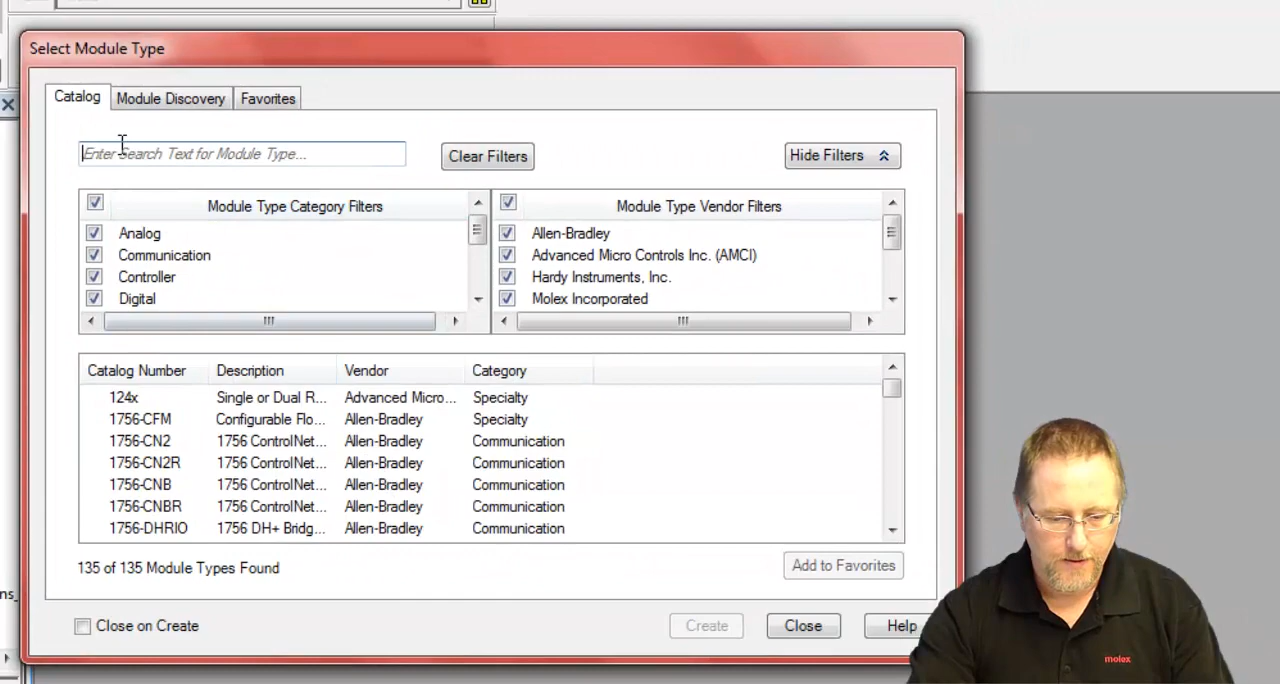 Select Module Type
Catalog Module Discovery Favorites
Enter Search Text for Module Type... Clear Filters Hide Filters
Module Type Category Filters Module Type Vendor Filters
Analog Allen-Bradley
Communication Advanced Micro Controls Inc. (AMCI)
Controller Hardy Instruments, Inc.
Digital Molex Incorporated
Catalog Number Description Vendor Category
124x Single or Dual R... Advanced Micro... Specialty
1756-CFM Configurable Flo... Allen-Bradley Specialty
1756-CN2 1756 ControlNet... Allen-Bradley Communication
1756-CN2R 1756 ControlNet... Allen-Bradley Communication
1756-CNB 1756 ControlNet... Allen-Bradley Communication
1756-CNBR 1756 ControlNet... Allen-Bradley Communication
1756-DHRIO 1756 DH+ Bridg... Allen-Bradley Communication
135 of 135 Module Types Found Add to Favorites
ns_
Close on Create Create Close Help
molex